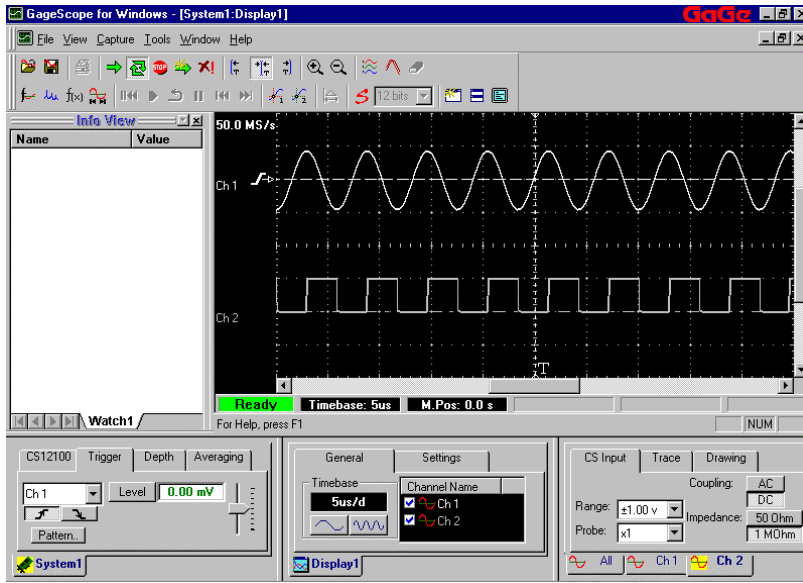 GageScope for Windows - [System1:Display1]
GaGe
File View Capture Tools Window Help
f(x)
12 bits
Info View
Name Value
50.0 MS/s
Ch 1
Ch 2
T
Ready Timebase: 5us M.Pos: 0.0 s
Watch1
For Help, press F1
NUM
CS12100 Trigger Depth Averaging
Ch 1 Level 0.00 mV
Pattern..
System1
General Settings
Timebase
5us/d
Channel Name
Ch 1
Ch 2
Display1
CS Input Trace Drawing
Coupling: AC
DC
Range: ±1.00 v
Impedance: 50 Ohm
Probe: x1
1 MOhm
All Ch 1 Ch 2